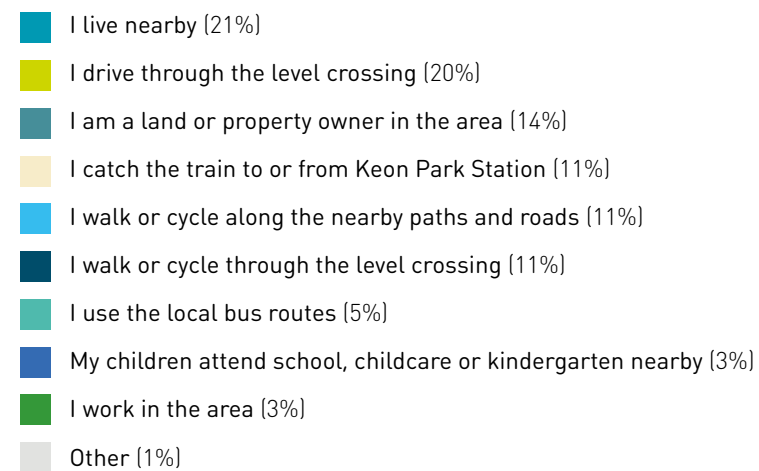 I live nearby (21%)
I drive through the level crossing (20%)
I am a land or property owner in the area (14%)
I catch the train to or from Keon Park Station (11%)
I walk or cycle along the nearby paths and roads (11%)
I walk or cycle through the level crossing (11%)
I use the local bus routes (5%)
My children attend school, childcare or kindergarten nearby (3%)
I work in the area (3%)
Other (1%)